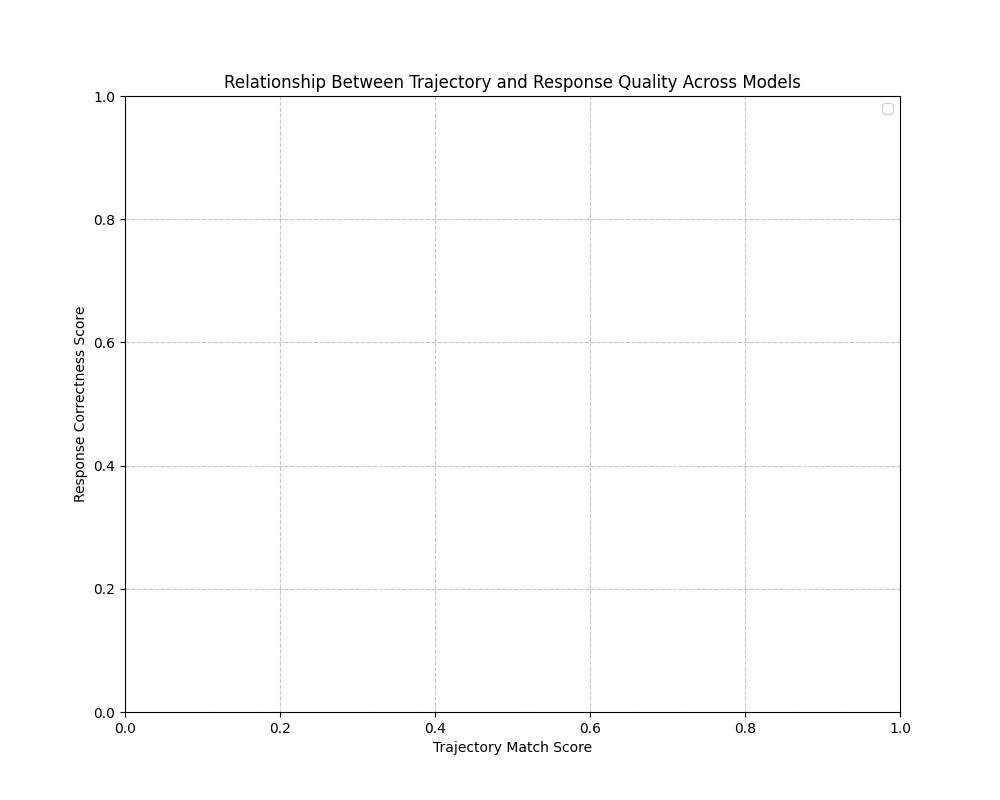 Relationship Between Trajectory and Response Quality Across Models
1.0
0.8
0.6
0.4
0.2
0.0
Response Correctness Score
0.0 0.2 0.4 0.6 0.8 1.0
Trajectory Match Score